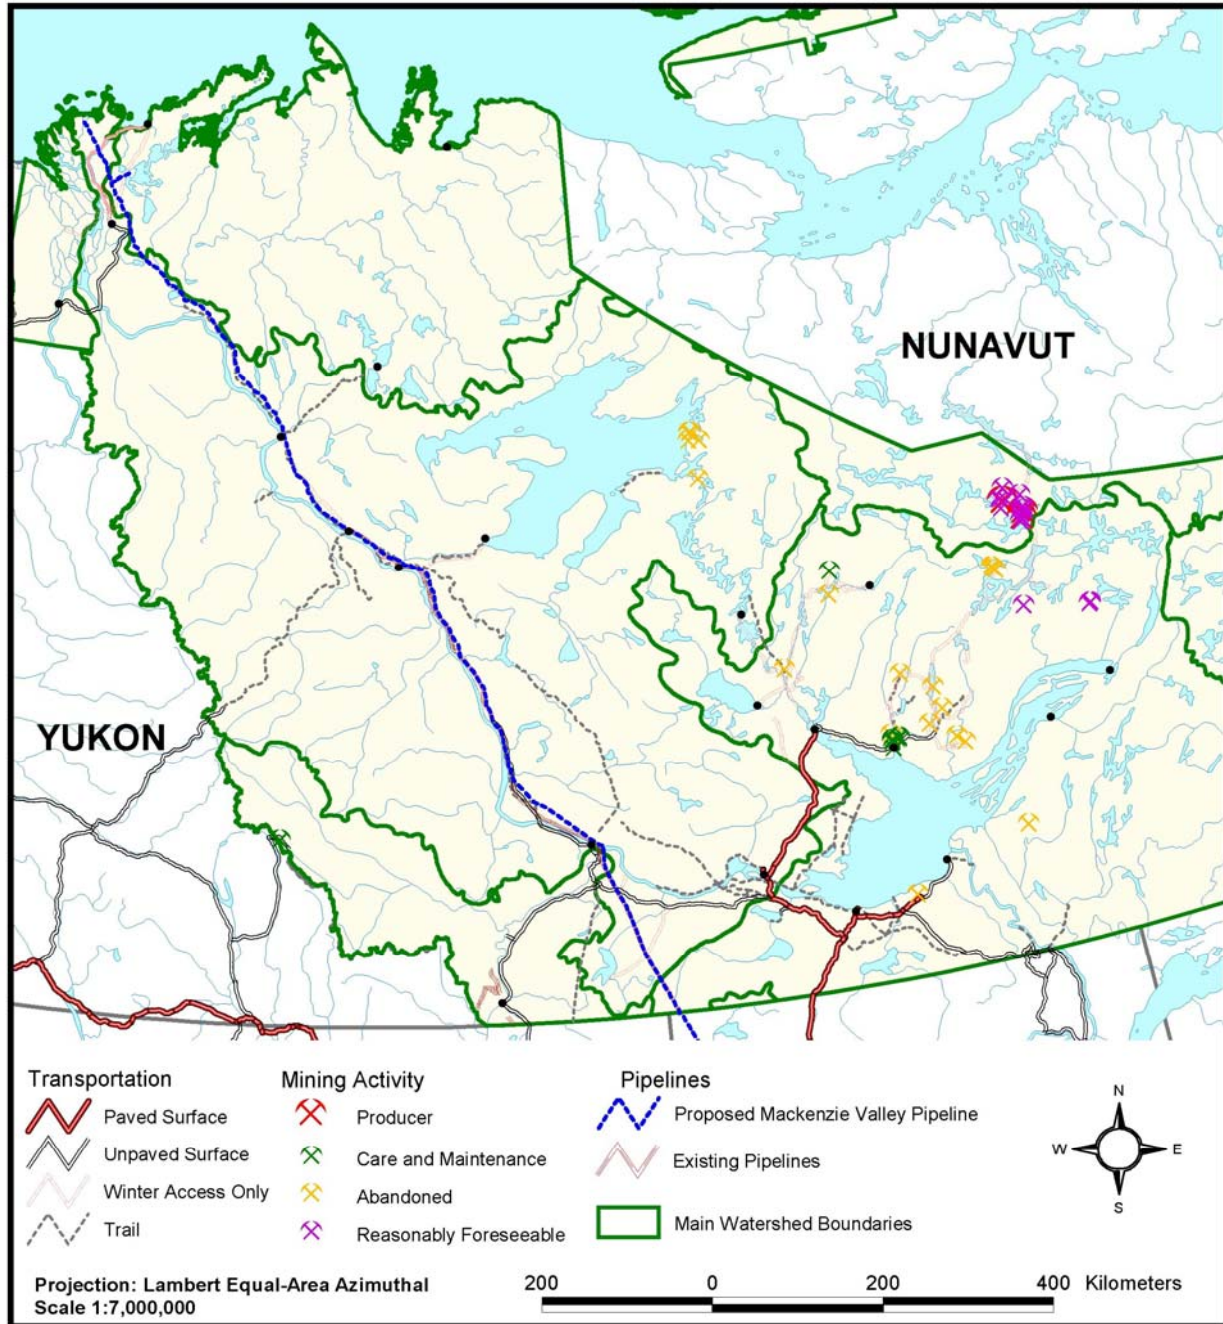 NUNAVUT
YUKON
Transportation
Paved Surface
Unpaved Surface
Winter Access Only
Trail
Mining Activity
Producer
Care and Maintenance
Abandoned
Reasonably Foreseeable
Pipelines
Proposed Mackenzie Valley Pipeline
Existing Pipelines
Main Watershed Boundaries
N
W E
S
Projection: Lambert Equal-Area Azimuthal
Scale 1:7,000,000
200 0 200 400 Kilometers